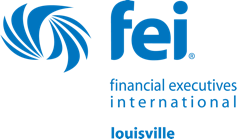 fei®
financial executives
international
louisville